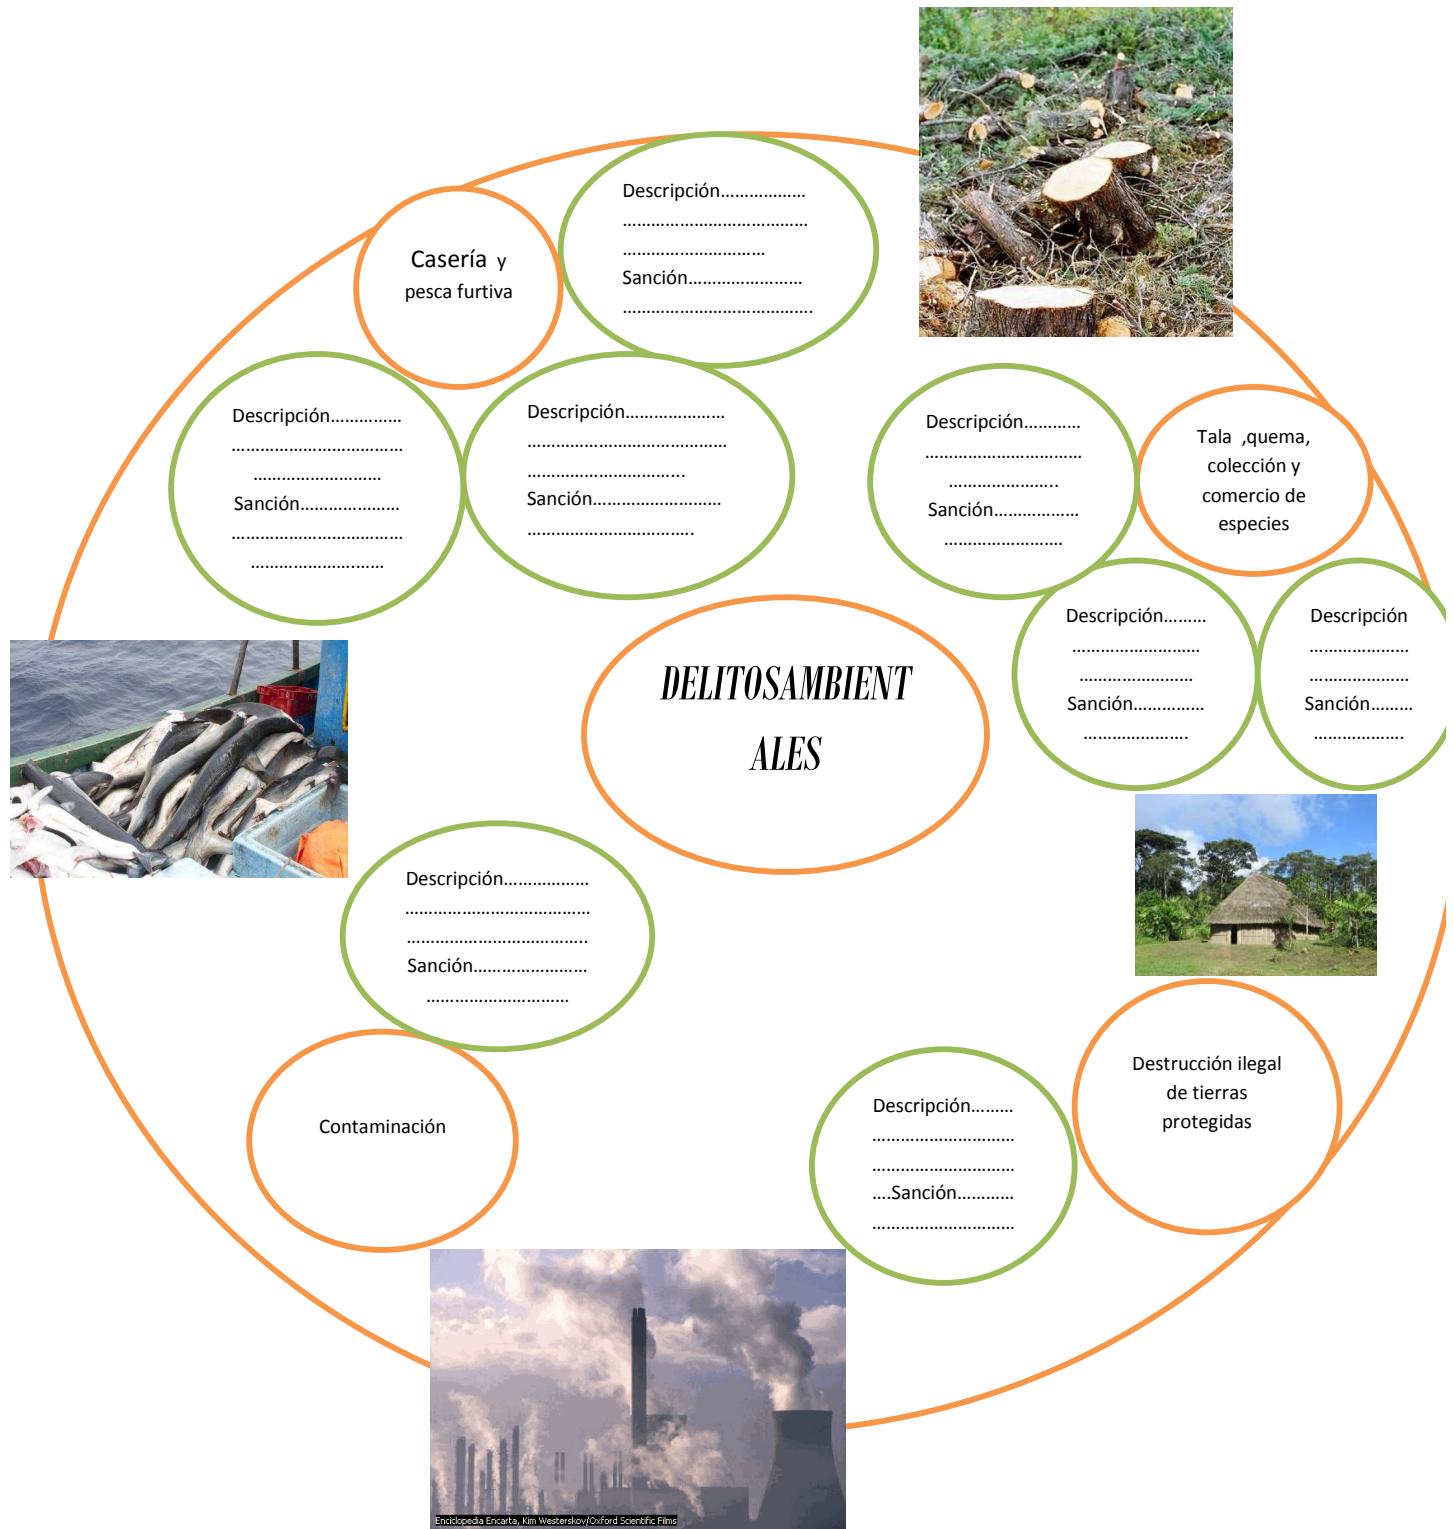 Descripción………………
…………………………………
…………………………
Sanción……………………
………………………………….
Casería y
pesca furtiva
Descripción……………
………………………………
………………………
Sanción…………………
………………………………
………………………
Descripción…………………
……………………………………
…………………………….
Sanción………………………
……………………………..
Descripción…………
……………………………
…………………..
Sanción………………
…………………….
Tala ,quema,
colección y
comercio de
especies
Descripción………
………………………
……………………
Sanción……………
………………….
Descripción
…………………
…………………
Sanción………
……………….
DELITOSAMBIENT
ALES
Descripción………………
…………………………………
………………………………..
Sanción……………………
…………………………
Contaminación
Destrucción ilegal
de tierras
protegidas
Descripción………
…………………………
…………………………
….Sanción…………
…………………………
Enciclopedia Encarta, Kim Westerskov/Oxford Scientific Films